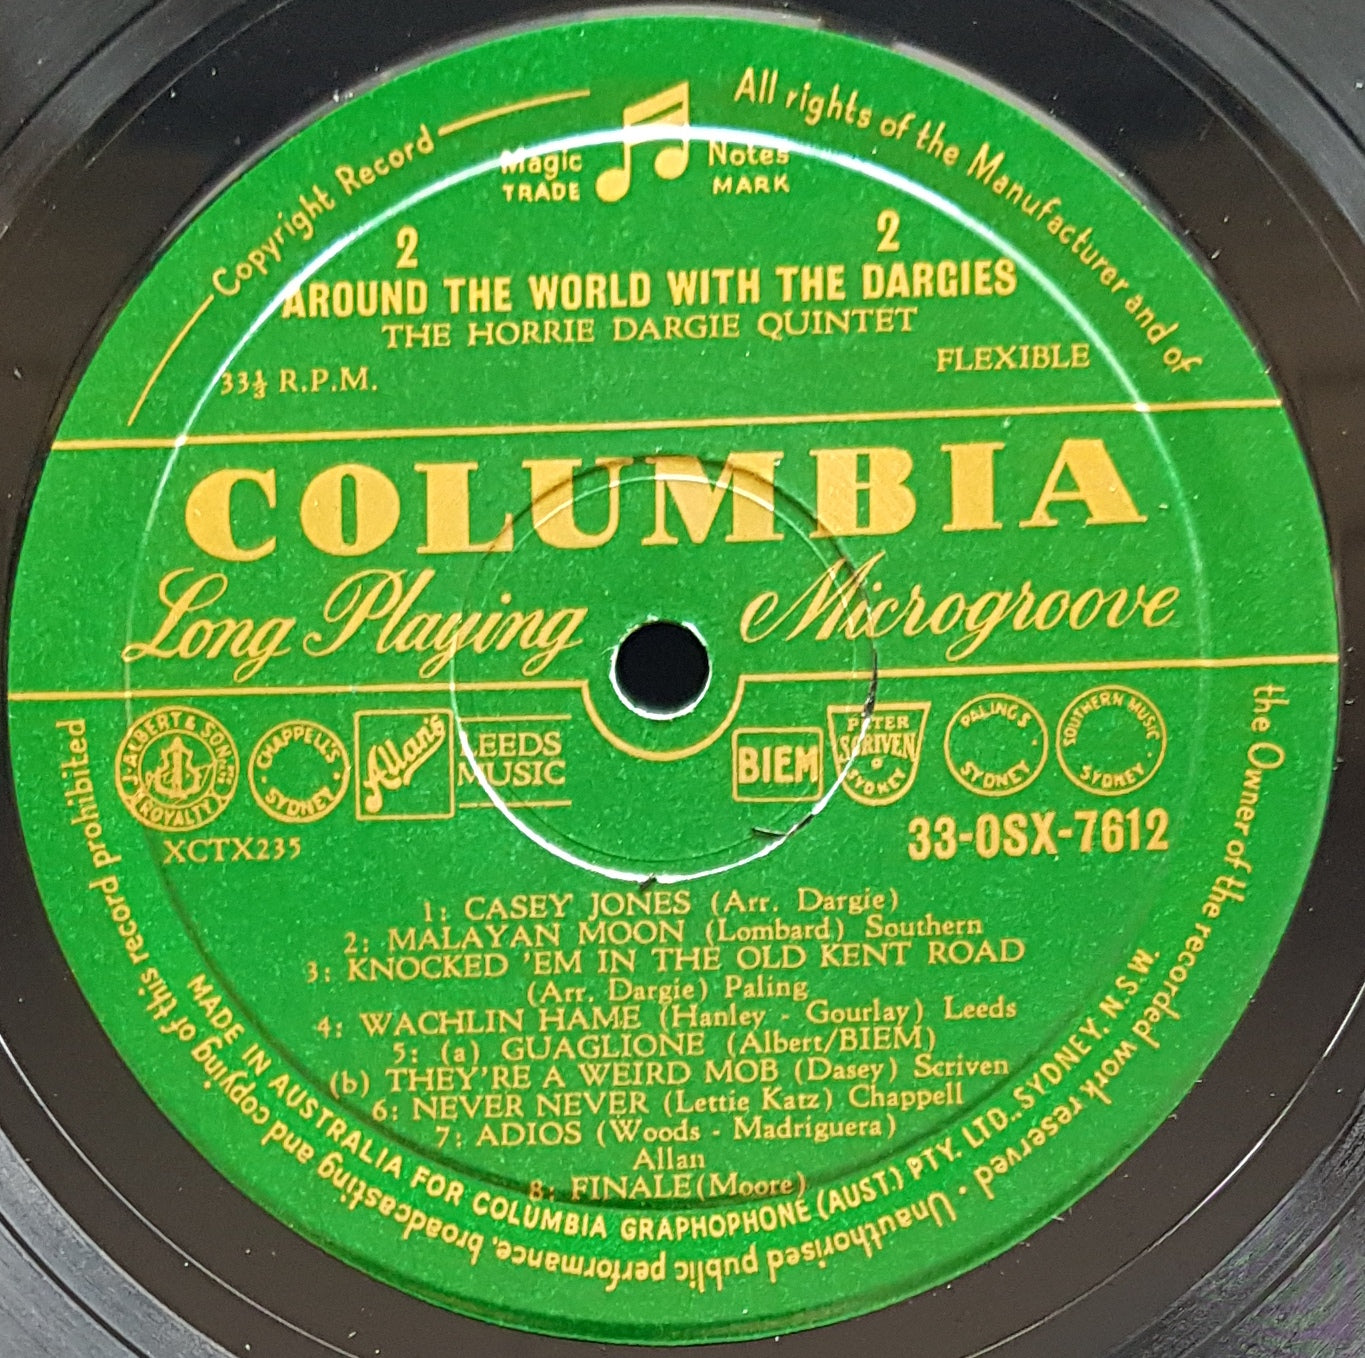 Copyright Record
All rights of the Manufacturer and of
the Owner of the recorded work reserved · Unauthorised public performance, broadcasting and copying of this record prohibited
Magic Notes
TRADE MARK
2 2
AROUND THE WORLD WITH THE DARGIES
THE HORRIE DARGIE QUINTET
33⅓ R.P.M.
FLEXIBLE
COLUMBIA
Long Playing Microgroove
J. ALBERT & SONS
ROYALTY
CHAPPELL'S
SYDNEY
Allan's
LEEDS
MUSIC
BIEM
PETER
SCRIVEN
SYDNEY
PALING'S
SYDNEY
SOUTHERN MUSIC
SYDNEY
XCTX235
33-OSX-7612
1: CASEY JONES (Arr. Dargie)
2: MALAYAN MOON (Lombard) Southern
3: KNOCKED 'EM IN THE OLD KENT ROAD
(Arr. Dargie) Paling
4: WACHLIN HAME (Hanley - Gourlay) Leeds
5: (a) GUAGLIONE (Albert/BIEM)
(b) THEY'RE A WEIRD MOB (Dasey) Scriven
6: NEVER NEVER (Lettie Katz) Chappell
7: ADIOS (Woods - Madriguera)
Allan
8: FINALE (Moore)
MADE IN AUSTRALIA FOR COLUMBIA GRAPHOPHONE (AUST.) PTY. LTD." SYDNEY, N.S.W.